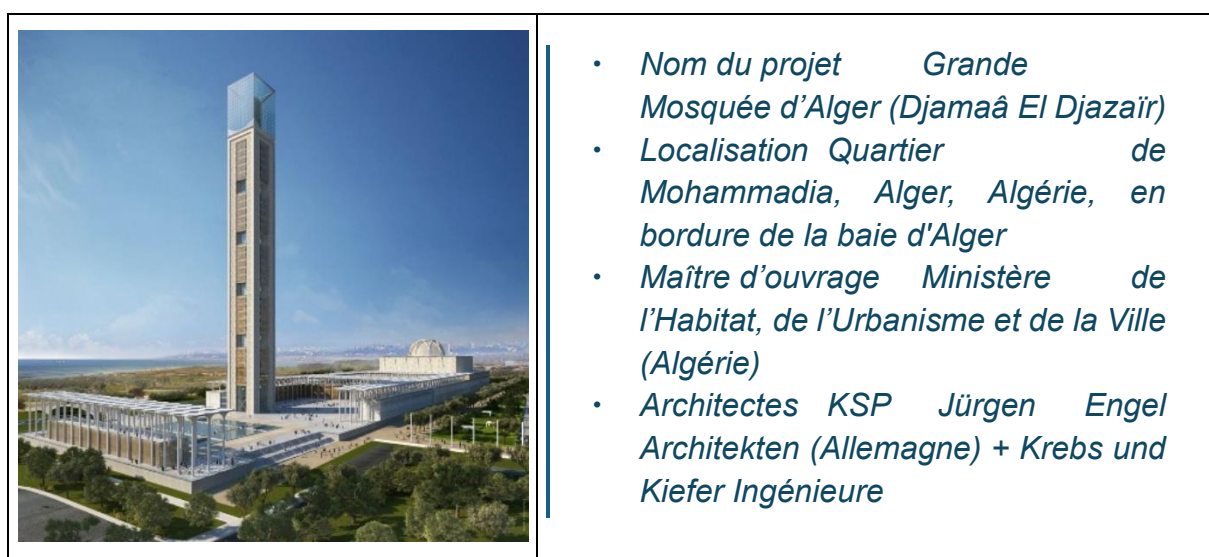 · Nom du projet Grande
Mosquée d’Alger (Djamaâ El Djazaïr)
· Localisation Quartier de
Mohammadia, Alger, Algérie, en
bordure de la baie d'Alger
· Maître d’ouvrage Ministère de
l’Habitat, de l’Urbanisme et de la Ville
(Algérie)
· Architectes KSP Jürgen Engel
Architekten (Allemagne) + Krebs und
Kiefer Ingénieure